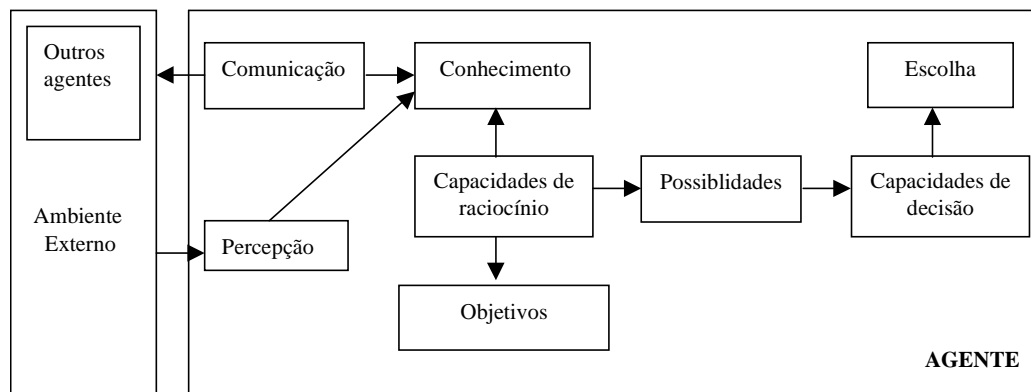 Outros
agentes
Comunicação
Conhecimento
Escolha
Capacidades de
raciocínio
Possiblidades
Capacidades de
decisão
Ambiente
Externo
Percepção
Objetivos
AGENTE